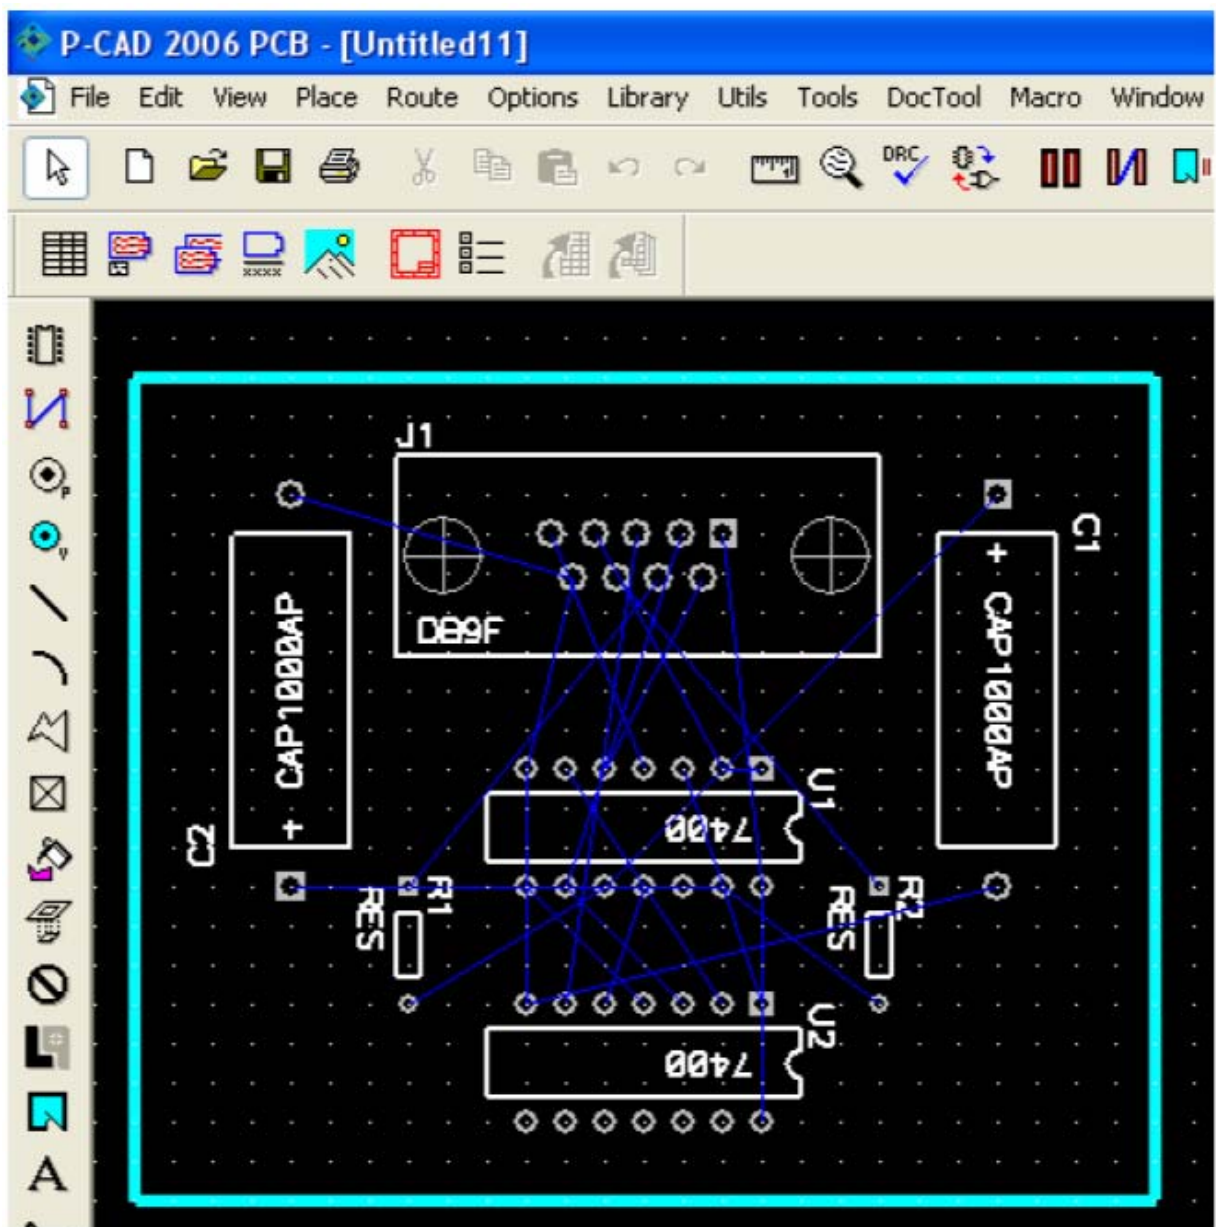 P-CAD 2006 PCB - [Untitled11]
File Edit View Place Route Options Library Utils Tools DocTool Macro Window
DRC
xxxx
P
V
A
J1
DB9F
C1
+ CAP1000AP
+ CAP1000AP
C2
U1
7400
R1
RES
R2
RES
U2
7400